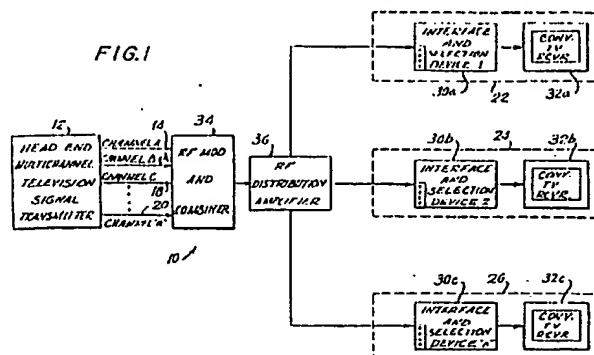 FIG.1
12
HEAD END
MULTICHANNEL
TELEVISION
SIGNAL
TRANSMITTER
CHANNEL A
14
CHANNEL B
16
CHANNEL C
18
20
CHANNEL "N"
10
34
RF MOD
AND
COMBINER
36
RF
DISTRIBUTION
AMPLIFIER
INTERFACE
AND
SELECTION
DEVICE 1
30a
CONV.
TV
RCVR.
32a
22
30b
INTERFACE
AND
SELECTION
DEVICE 2
24
32b
CONV.
TV
RCVR.
30c
INTERFACE
AND
SELECTION
DEVICE "N"
26
32c
CONV.
TV
RCVR.